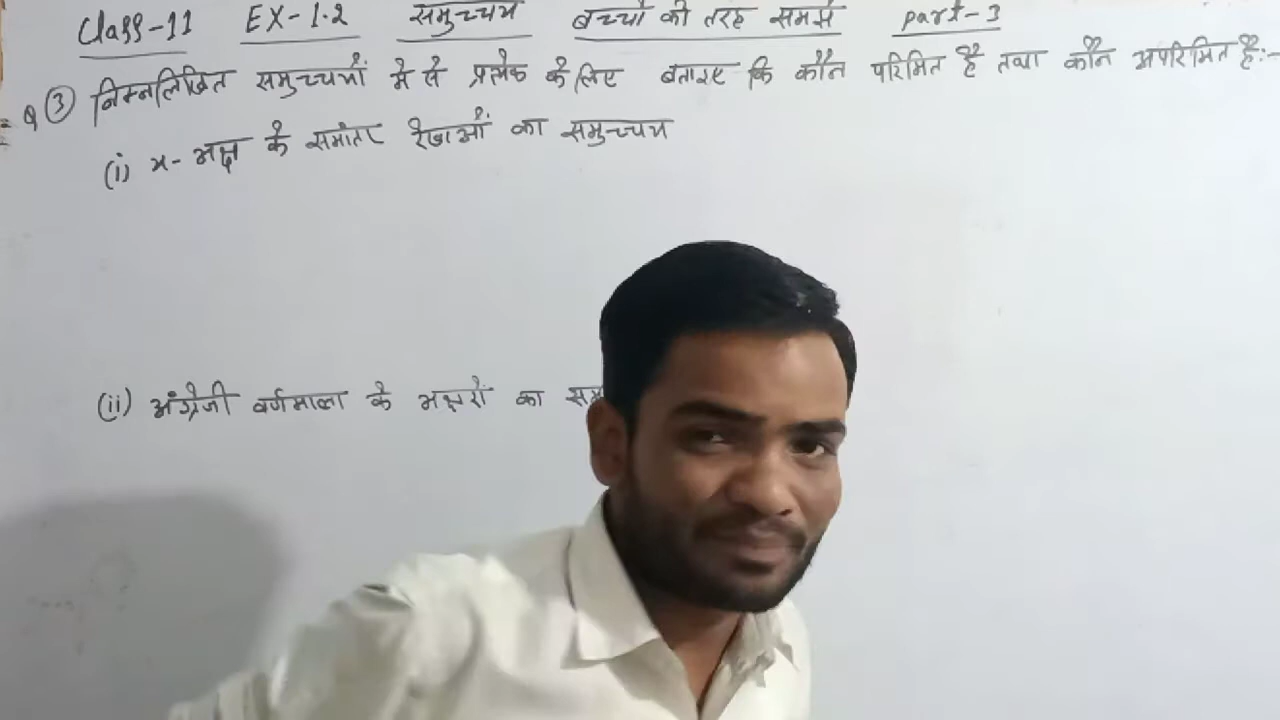 Class-11 EX-1.2 समुच्चय बच्चों की तरह समझे part-3
Q ③ निम्नलिखित समुच्चयों में से प्रत्येक के लिए बताइए कि कौन परिमित है तथा कौन अपरिमित है:-
(i) x- अक्ष के समांतर रेखाओं का समुच्चय
(ii) अंग्रेजी वर्णमाला के अक्षरों का